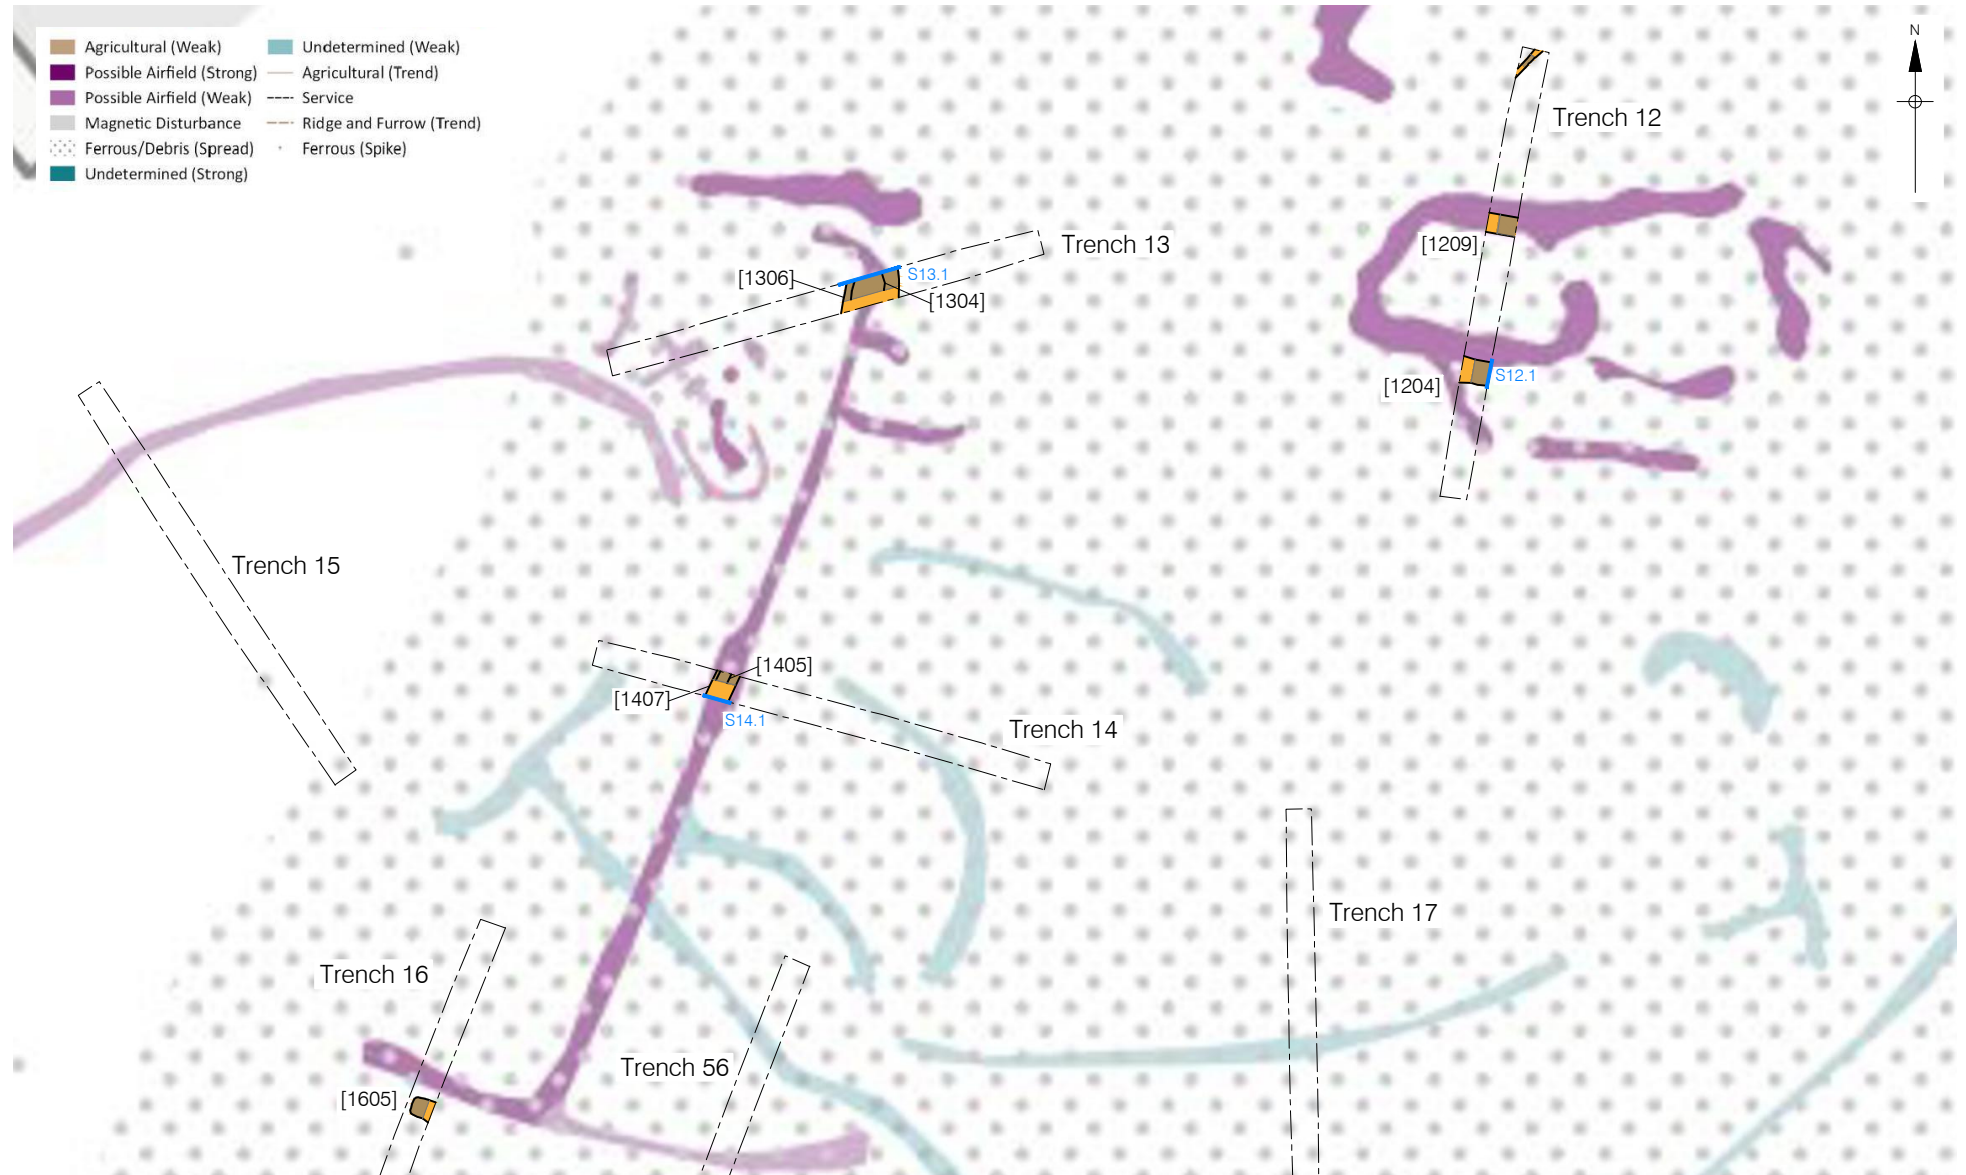 Agricultural (Weak)
Possible Airfield (Strong)
Possible Airfield (Weak)
Magnetic Disturbance
Ferrous/Debris (Spread)
Undetermined (Strong)
Undetermined (Weak)
Agricultural (Trend)
Service
Ridge and Furrow (Trend)
Ferrous (Spike)
N
Trench 12
[1209]
[1204]
S12.1
Trench 13
[1306]
S13.1
[1304]
Trench 15
[1405]
[1407]
S14.1
Trench 14
Trench 17
Trench 16
Trench 56
[1605]